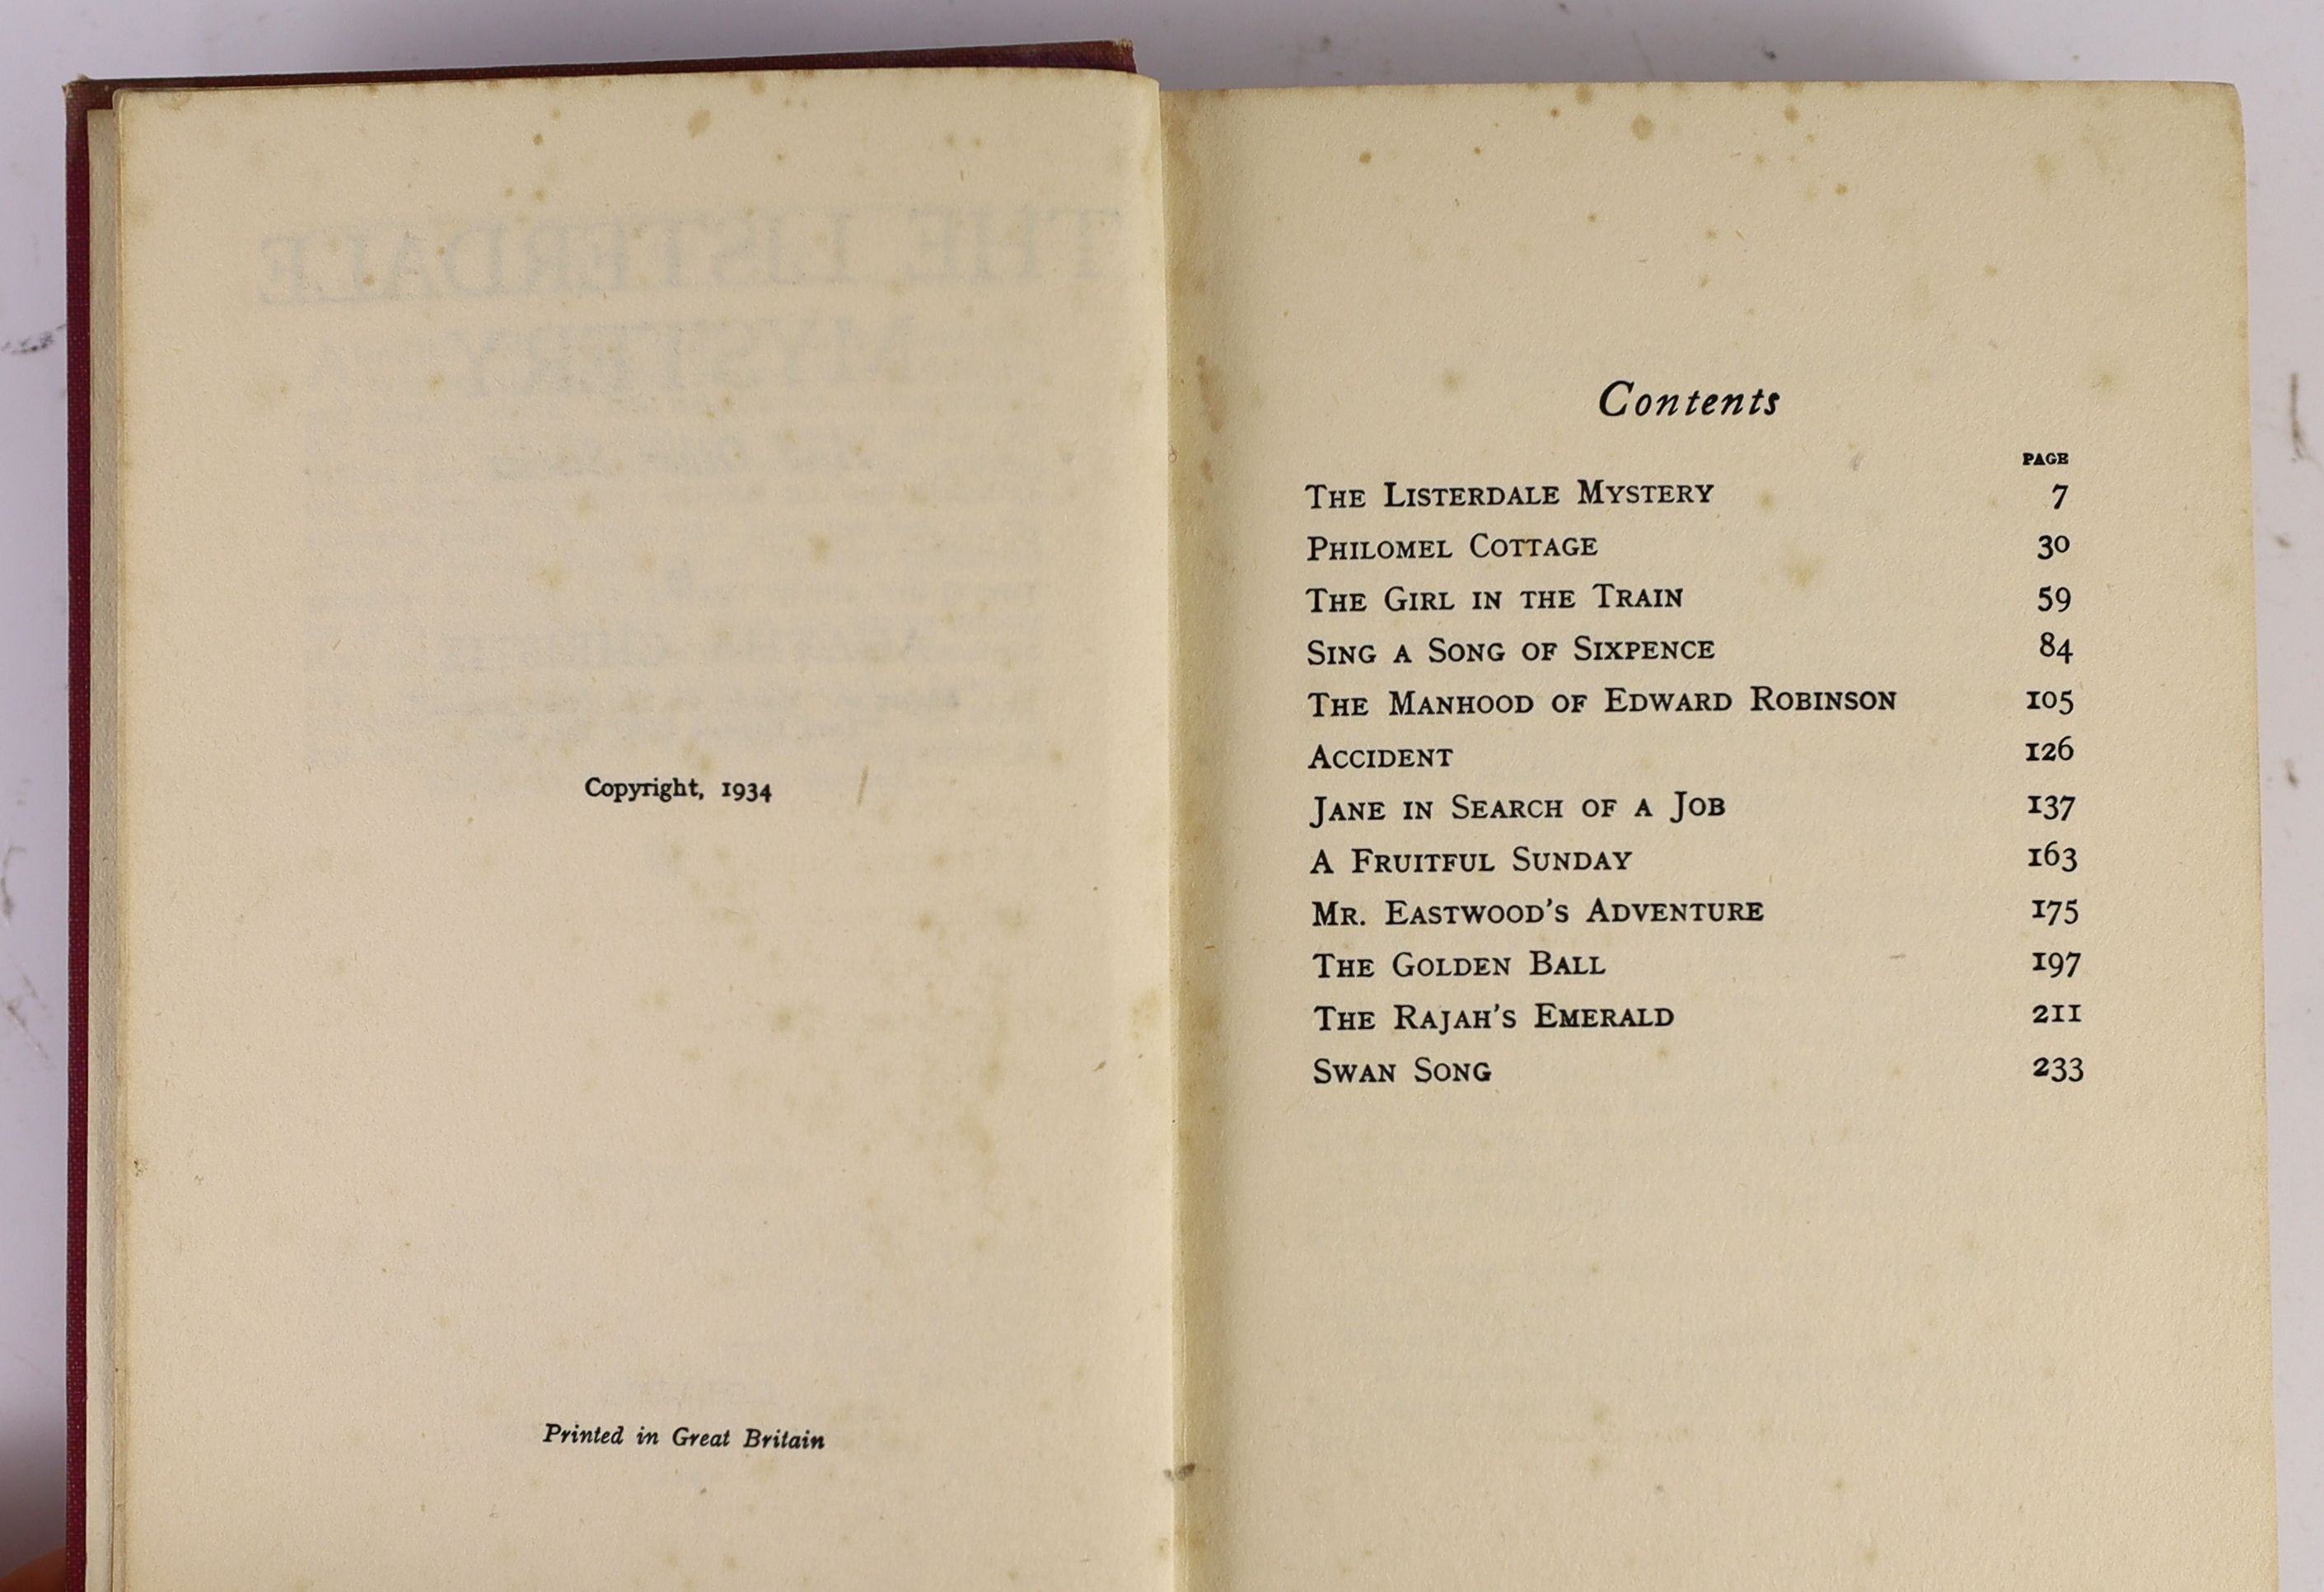 Copyright, 1934
Printed in Great Britain
Contents
PAGE
THE LISTERDALE MYSTERY 7
PHILOMEL COTTAGE 30
THE GIRL IN THE TRAIN 59
SING A SONG OF SIXPENCE 84
THE MANHOOD OF EDWARD ROBINSON 105
ACCIDENT 126
JANE IN SEARCH OF A JOB 137
A FRUITFUL SUNDAY 163
MR. EASTWOOD'S ADVENTURE 175
THE GOLDEN BALL 197
THE RAJAH'S EMERALD 211
SWAN SONG 233